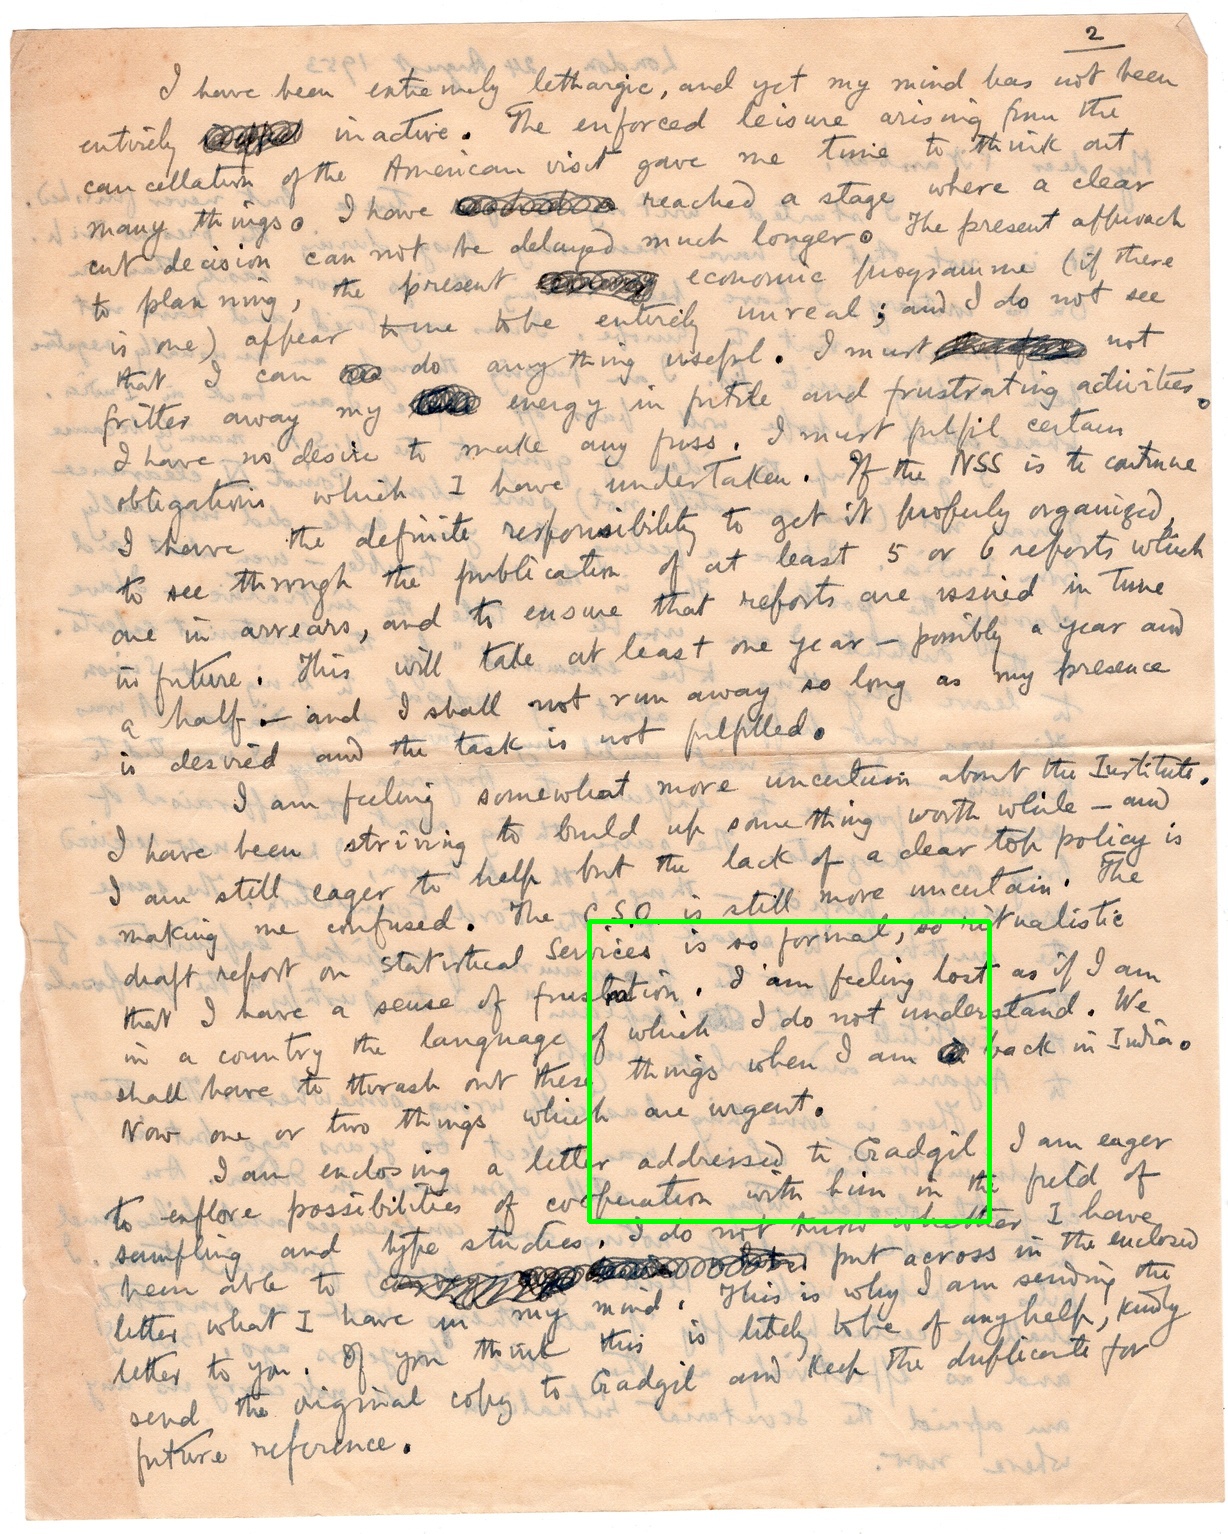 2
I have been extremely lethargic, and yet my mind has not been
entirely inactive. The enforced leisure arising from the
cancellation of the American visit gave me time to think out
many things. I have reached a stage where a clear
cut decision can not be delayed much longer. The present approach
to planning, the present economic programme (if there
is one) appear to me to be entirely unreal; and I do not see
that I can do anything useful. I must not
fritter away my energy in futile and frustrating activities.
I have no desire to make any fuss. I must fulfil certain
obligations which I have undertaken. If the NSS is to continue
I have the definite responsibility to get it properly organized,
to see through the publication of at least 5 or 6 reports which
are in arrears, and to ensure that reports are issued in time
in future. This will take at least one year – possibly a year and
a half – and I shall not run away so long as my presence
is desired and the task is not fulfilled.
I am feeling somewhat more uncertain about the Institute.
I have been striving to build up something worth while – and
I am still eager to help but the lack of a clear top policy is
making me confused. The C.S.O. is still more uncertain. The
draft report on Statistical Services is so formal, so ritualistic
that I have a sense of frustration. I am feeling lost as if I am
in a country the language of which I do not understand. We
shall have to thrash out these things when I am back in India.
Now one or two things which are urgent.
I am enclosing a letter addressed to Gadgil I am eager
to explore possibilities of cooperation with him in the field of
sampling and type studies. I do not know whether I have
been able to put across in the enclosed
letter what I have in my mind. This is why I am sending the
letter to you. If you think this is likely to be of any help, kindly
send the original copy to Gadgil and keep the duplicate for
future reference.